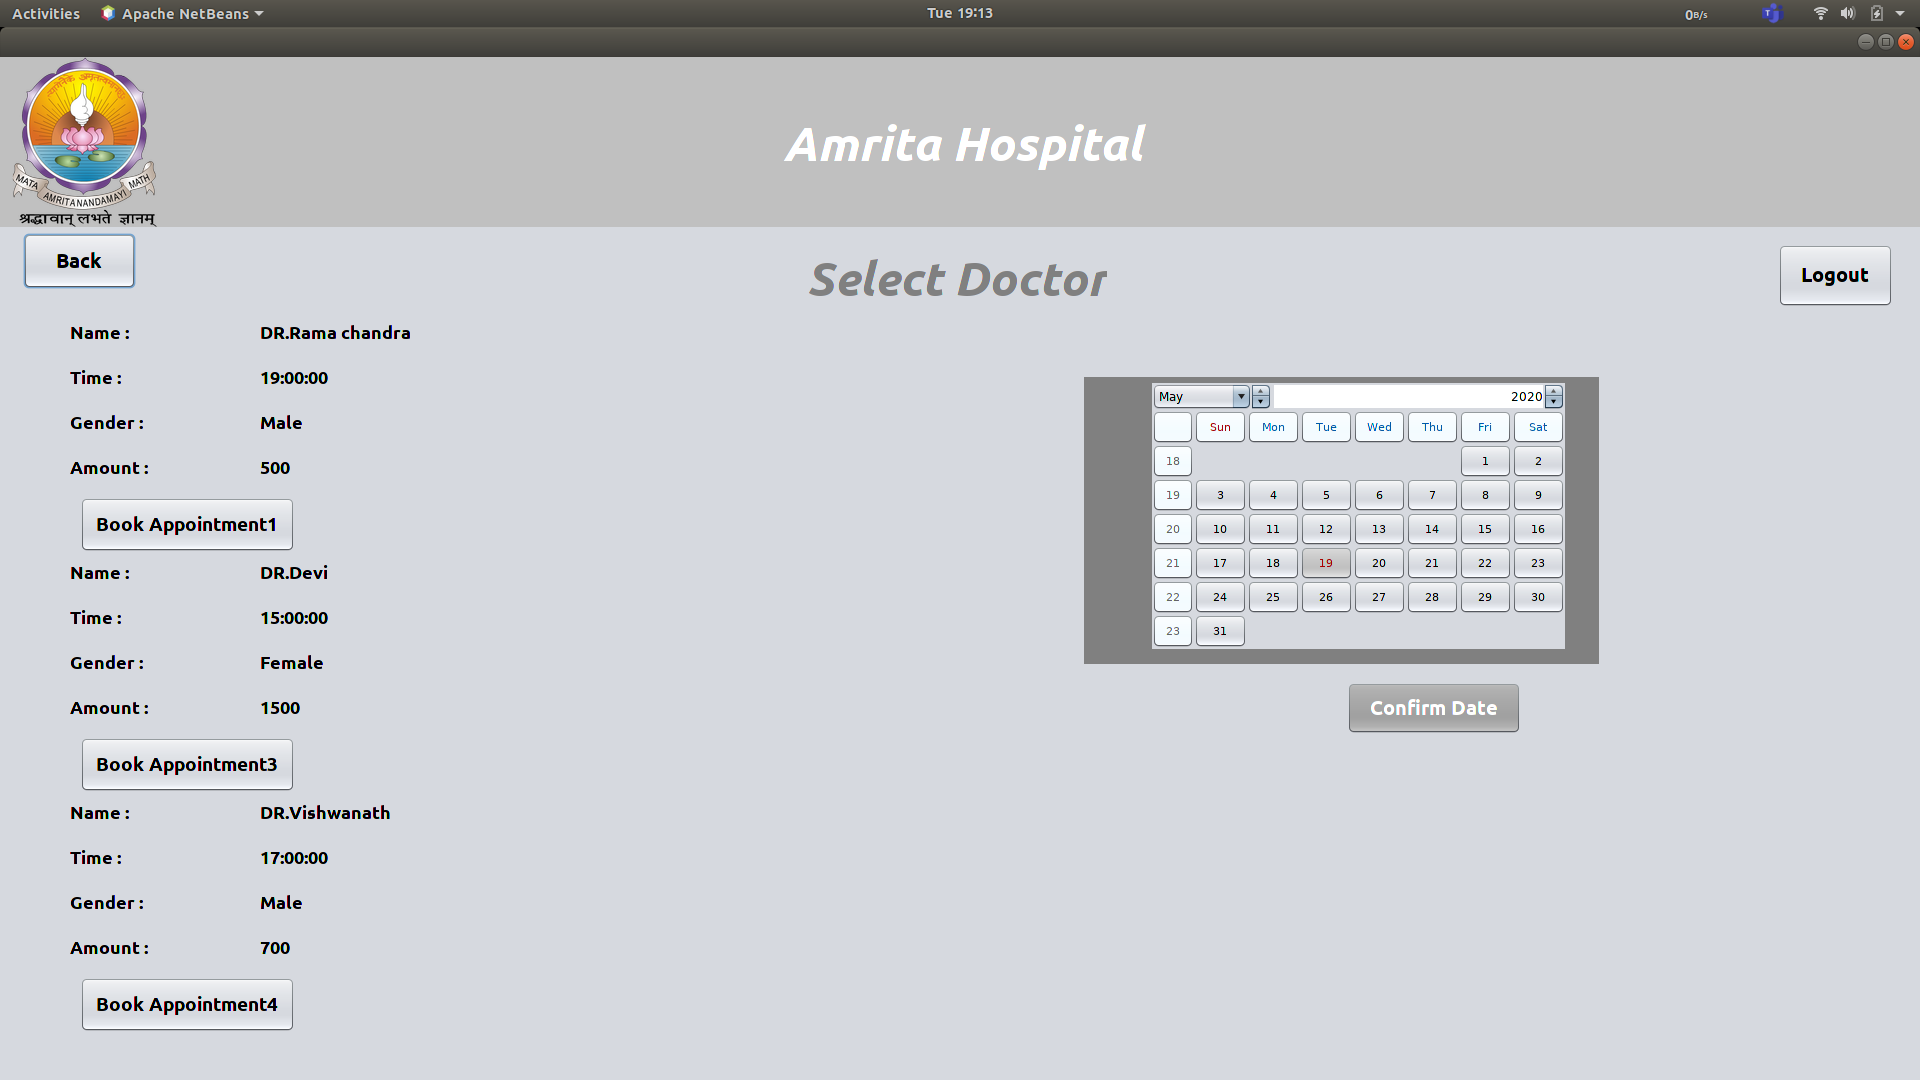 Activities Apache NetBeans Tue 19:13 0B/s
MATA AMRITANANDAMAYI MATH
श्रद्धावान् लभते ज्ञानम्
Amrita Hospital
Back
Select Doctor
Logout
Name : DR.Rama chandra
Time : 19:00:00
Gender : Male
Amount : 500
Book Appointment1
Name : DR.Devi
Time : 15:00:00
Gender : Female
Amount : 1500
Book Appointment3
Name : DR.Vishwanath
Time : 17:00:00
Gender : Male
Amount : 700
Book Appointment4
May 2020
Sun Mon Tue Wed Thu Fri Sat
18 1 2
19 3 4 5 6 7 8 9
20 10 11 12 13 14 15 16
21 17 18 19 20 21 22 23
22 24 25 26 27 28 29 30
23 31
Confirm Date